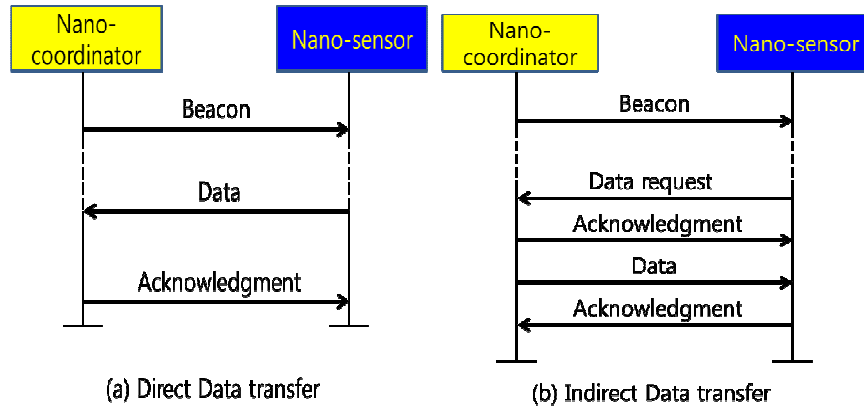 Nano-
coordinator
Nano-sensor
Beacon
Data
Acknowledgment
(a) Direct Data transfer
Nano-
coordinator
Nano-sensor
Beacon
Data request
Acknowledgment
Data
Acknowledgment
(b) Indirect Data transfer